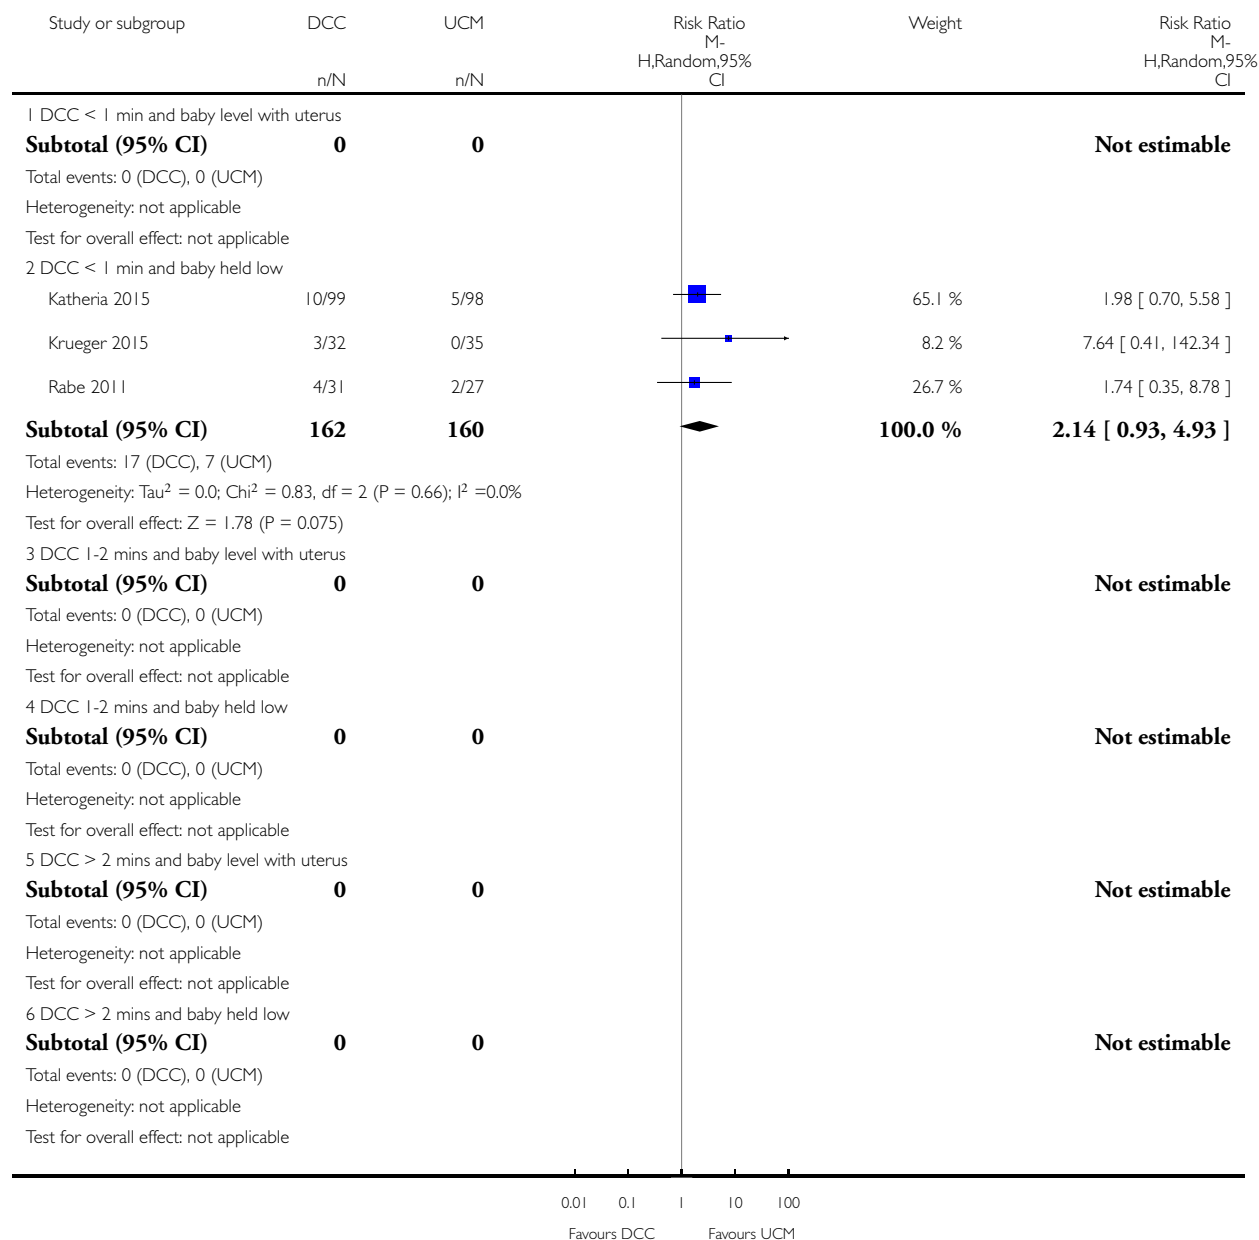 Study or subgroup DCC UCM Risk Ratio Weight Risk Ratio
M- M-
H,Random,95% H,Random,95%
n/N n/N CI CI
1 DCC < 1 min and baby level with uterus
Subtotal (95% CI) 0 0 Not estimable
Total events: 0 (DCC), 0 (UCM)
Heterogeneity: not applicable
Test for overall effect: not applicable
2 DCC < 1 min and baby held low
Katheria 2015 10/99 5/98 65.1 % 1.98 [ 0.70, 5.58 ]
Krueger 2015 3/32 0/35 8.2 % 7.64 [ 0.41, 142.34 ]
Rabe 2011 4/31 2/27 26.7 % 1.74 [ 0.35, 8.78 ]
Subtotal (95% CI) 162 160 100.0 % 2.14 [ 0.93, 4.93 ]
Total events: 17 (DCC), 7 (UCM)
Heterogeneity: Tau² = 0.0; Chi² = 0.83, df = 2 (P = 0.66); I² =0.0%
Test for overall effect: Z = 1.78 (P = 0.075)
3 DCC 1-2 mins and baby level with uterus
Subtotal (95% CI) 0 0 Not estimable
Total events: 0 (DCC), 0 (UCM)
Heterogeneity: not applicable
Test for overall effect: not applicable
4 DCC 1-2 mins and baby held low
Subtotal (95% CI) 0 0 Not estimable
Total events: 0 (DCC), 0 (UCM)
Heterogeneity: not applicable
Test for overall effect: not applicable
5 DCC > 2 mins and baby level with uterus
Subtotal (95% CI) 0 0 Not estimable
Total events: 0 (DCC), 0 (UCM)
Heterogeneity: not applicable
Test for overall effect: not applicable
6 DCC > 2 mins and baby held low
Subtotal (95% CI) 0 0 Not estimable
Total events: 0 (DCC), 0 (UCM)
Heterogeneity: not applicable
Test for overall effect: not applicable
0.01 0.1 1 10 100
Favours DCC Favours UCM